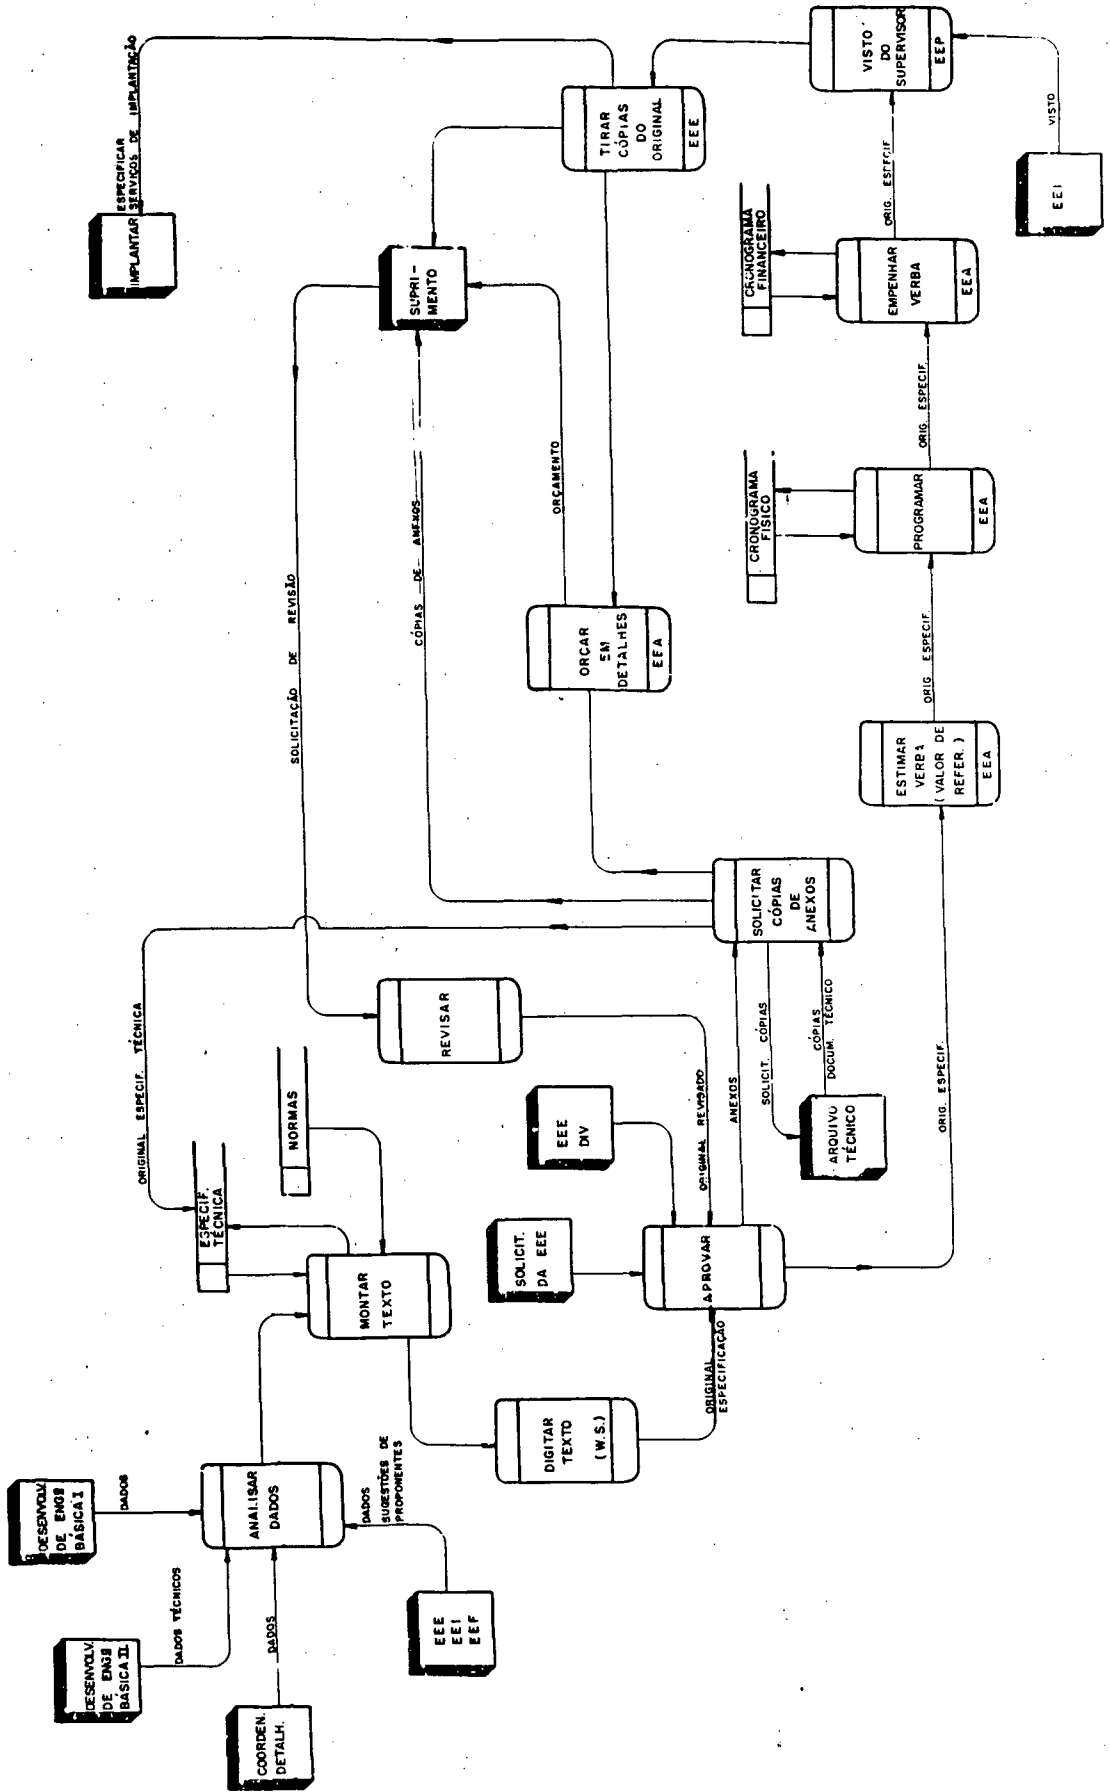 DESENVOLV.
DE ENGª
BÁSICA I
DADOS
DESENVOLV.
DE ENGª
BÁSICA II
DADOS TÉCNICOS
COORDEN.
DETALH.
DADOS
ANALISAR
DADOS
EEE
EEI
EEF
DADOS
SUGESTÕES DE
PROPONENTES
ESPECIF.
TÉCNICA
NORMAS
MONTAR
TEXTO
DIGITAR
TEXTO
(W.S.)
ORIGINAL
ESPECIFICAÇÃO
SOLICIT.
DA EEE
EEE
DIV
APROVAR
REVISAR
ORIGINAL REVISADO
ORIGINAL ESPECIF. TÉCNICA
SOLICITAÇÃO DE REVISÃO
ANEXOS
SOLICIT. CÓPIAS
CÓPIAS
DOCUM. TÉCNICO
ARQUIVO
TÉCNICO
SOLICITAR
CÓPIAS
DE
ANEXOS
CÓPIAS DE ANEXOS
ORÇAR
EM
DETALHES
EEA
ORÇAMENTO
SUPRI-
MENTO
IMPLANTAR
ESPECIFICAR
SERVIÇOS DE IMPLANTAÇÃO
TIRAR
CÓPIAS
DO
ORIGINAL
EEE
ORIG. ESPECIF.
ESTIMAR
VERBA
(VALOR DE
REFER.)
EEA
ORIG. ESPECIF.
CRONOGRAMA
FÍSICO
PROGRAMAR
EEA
ORIG. ESPECIF.
CRONOGRAMA
FINANCEIRO
EMPENHAR
VERBA
EEA
ORIG. ESPECIF
VISTO
DO
SUPERVISOR
EEP
EEI
VISTO